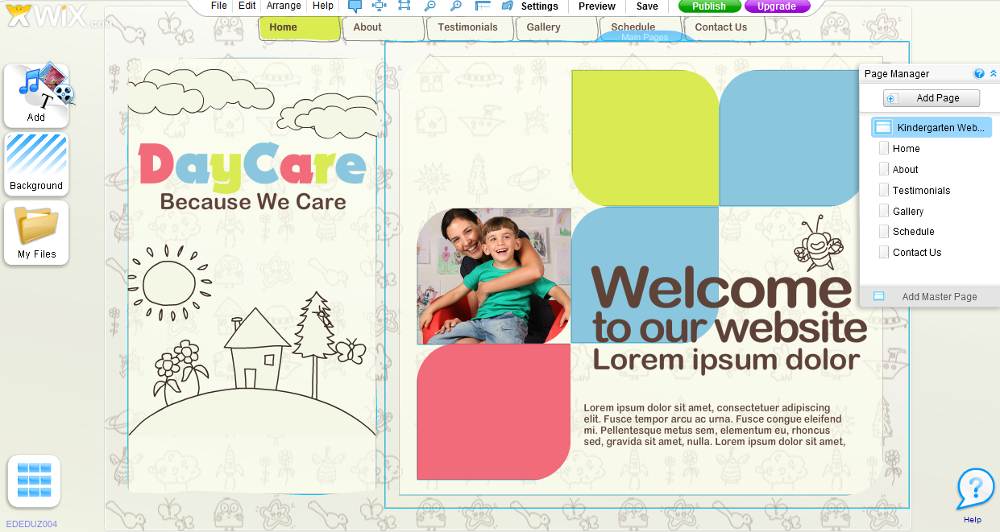 WiX.COM
File Edit Arrange Help Settings Preview Save Publish Upgrade
Home About Testimonials Gallery Schedule Contact Us
Main Pages
Add
Background
My Files
EDEDUZ004
DayCare
Because We Care
Welcome
to our website
Lorem ipsum dolor
Lorem ipsum dolor sit amet, consectetuer adipiscing
elit. Fusce tempor arcu ac urna. Fusce congue eleifend
mi. Pellentesque metus sem, elementum eu, rhoncus
sed, gravida sit amet, nulla. Lorem ipsum dolor sit amet,
Page Manager ?
Add Page
Kindergarten Web...
Home
About
Testimonials
Gallery
Schedule
Contact Us
Add Master Page
?
Help